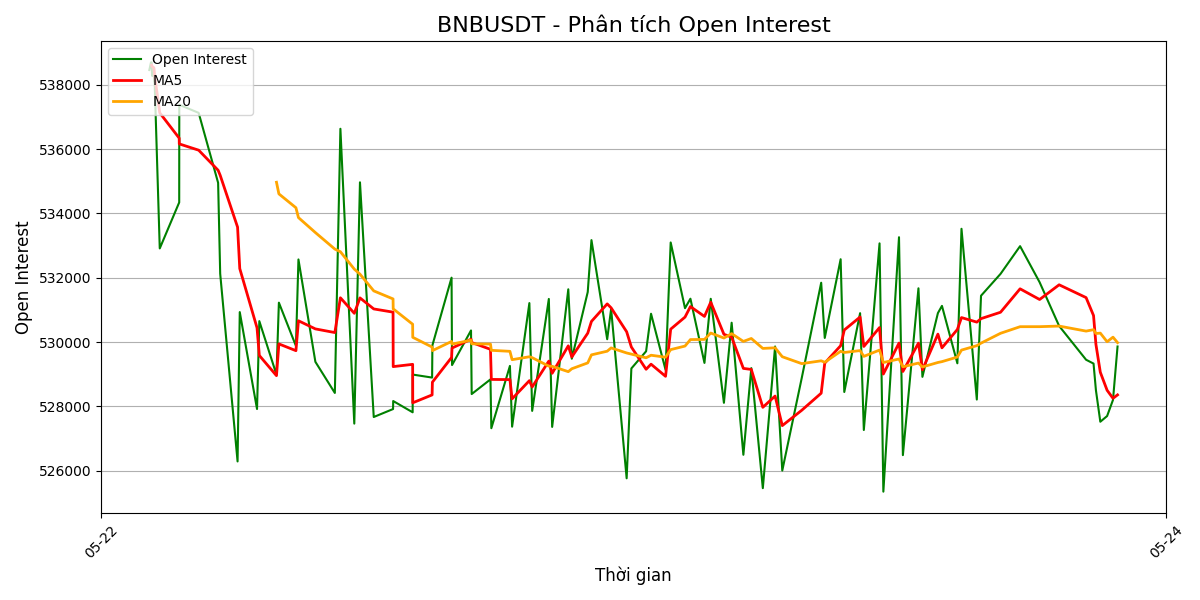 BNBUSDT - Phân tích Open Interest
Open Interest
MA5
MA20
538000
536000
534000
532000
530000
528000
526000
Open Interest
05-22
05-24
Thời gian